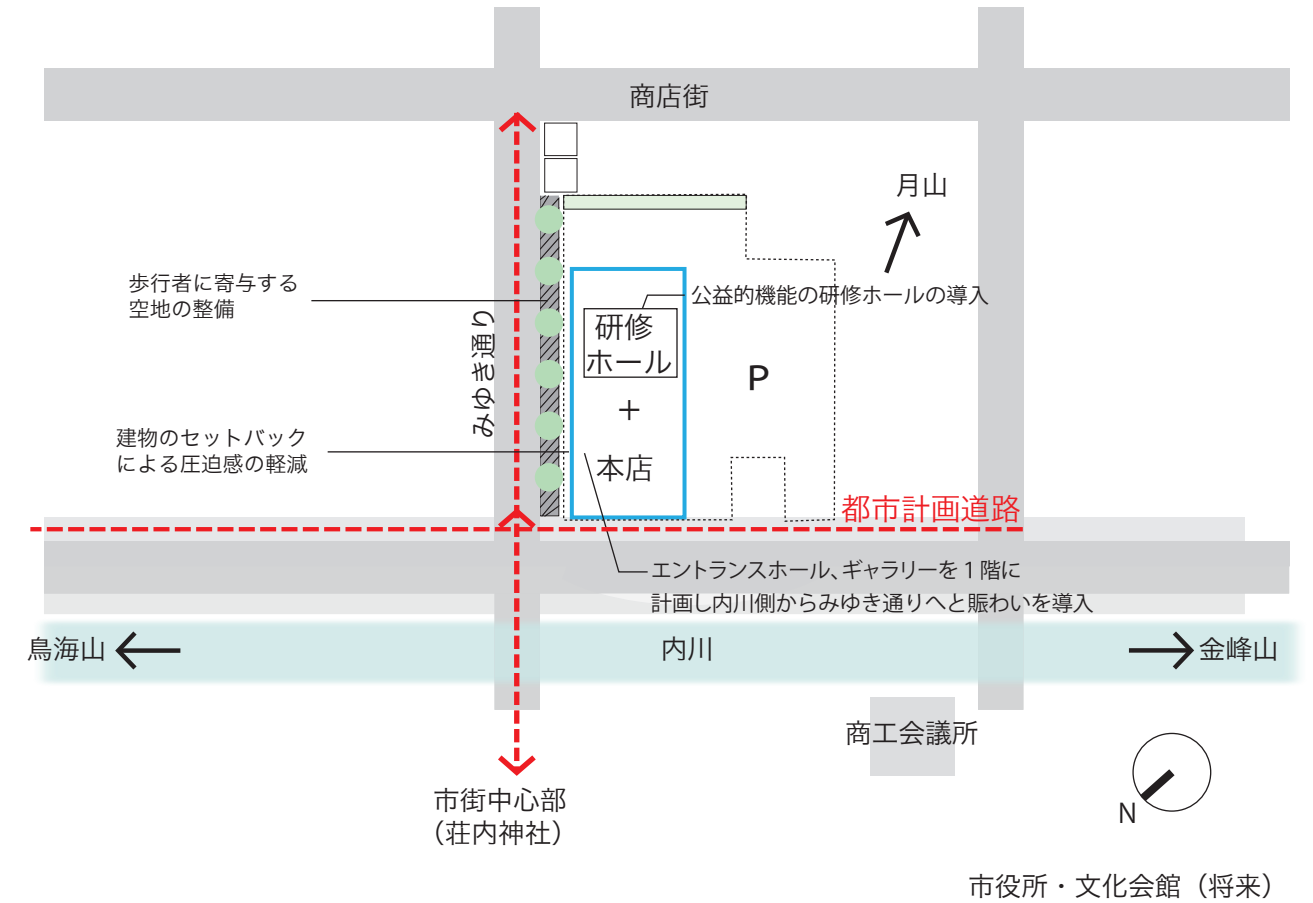 商店街
月山
歩行者に寄与する
空地の整備
公益的機能の研修ホールの導入
みゆき通り
研修
ホール
+
本店
P
建物のセットバック
による圧迫感の軽減
都市計画道路
エントランスホール、ギャラリーを1階に
計画し内川側からみゆき通りへと賑わいを導入
鳥海山
内川
金峰山
商工会議所
市街中心部
（荘内神社）
N
市役所・文化会館（将来）